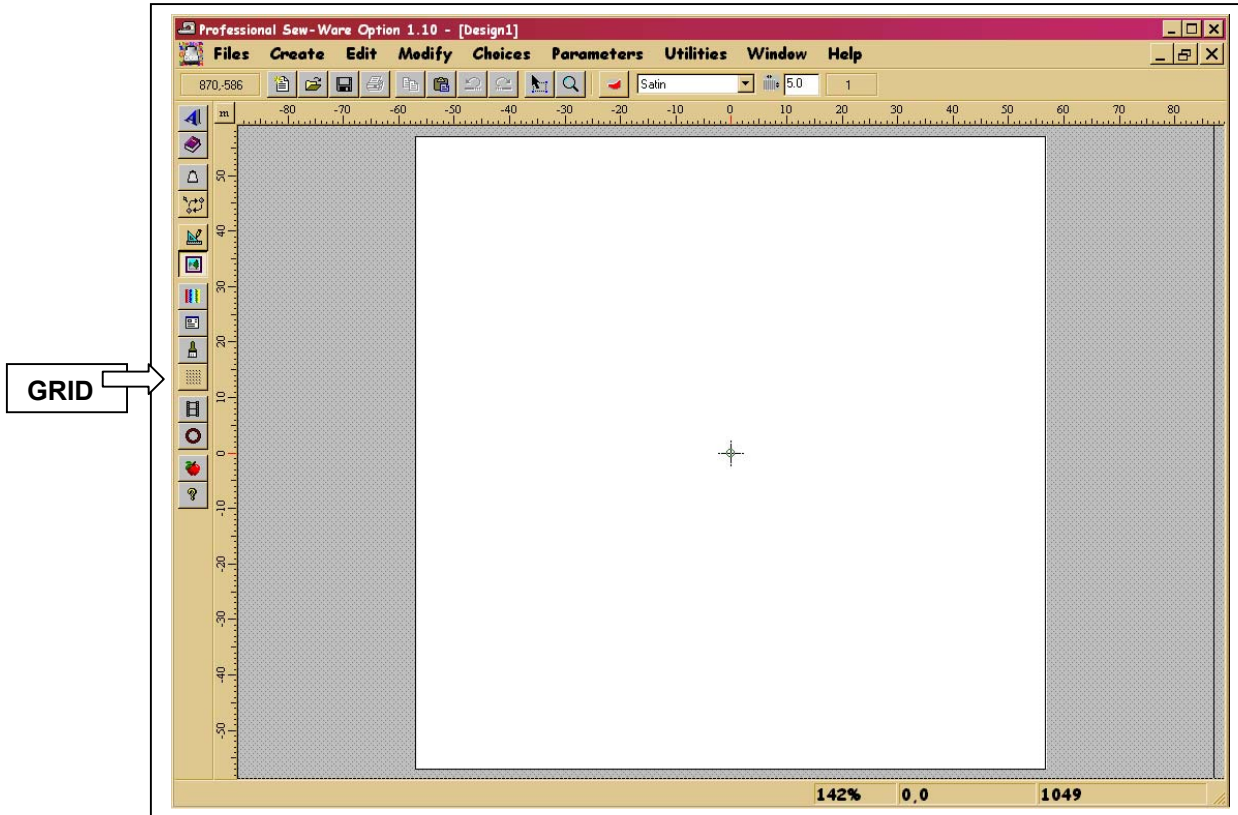 Professional Sew-Ware Option 1.10 - [Design1]
Files Create Edit Modify Choices Parameters Utilities Window Help
870,-586 Satin 5.0 1
m -80 -70 -60 -50 -40 -30 -20 -10 0 10 20 30 40 50 60 70 80
A
50
40
30
20
GRID
10
0
?
-10
-20
-30
-40
-50
142% 0,0 1049